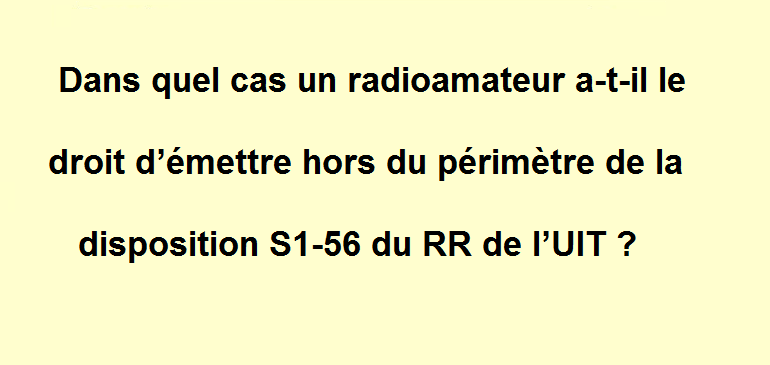 Dans quel cas un radioamateur a-t-il le
droit d’émettre hors du périmètre de la
disposition S1-56 du RR de l’UIT ?